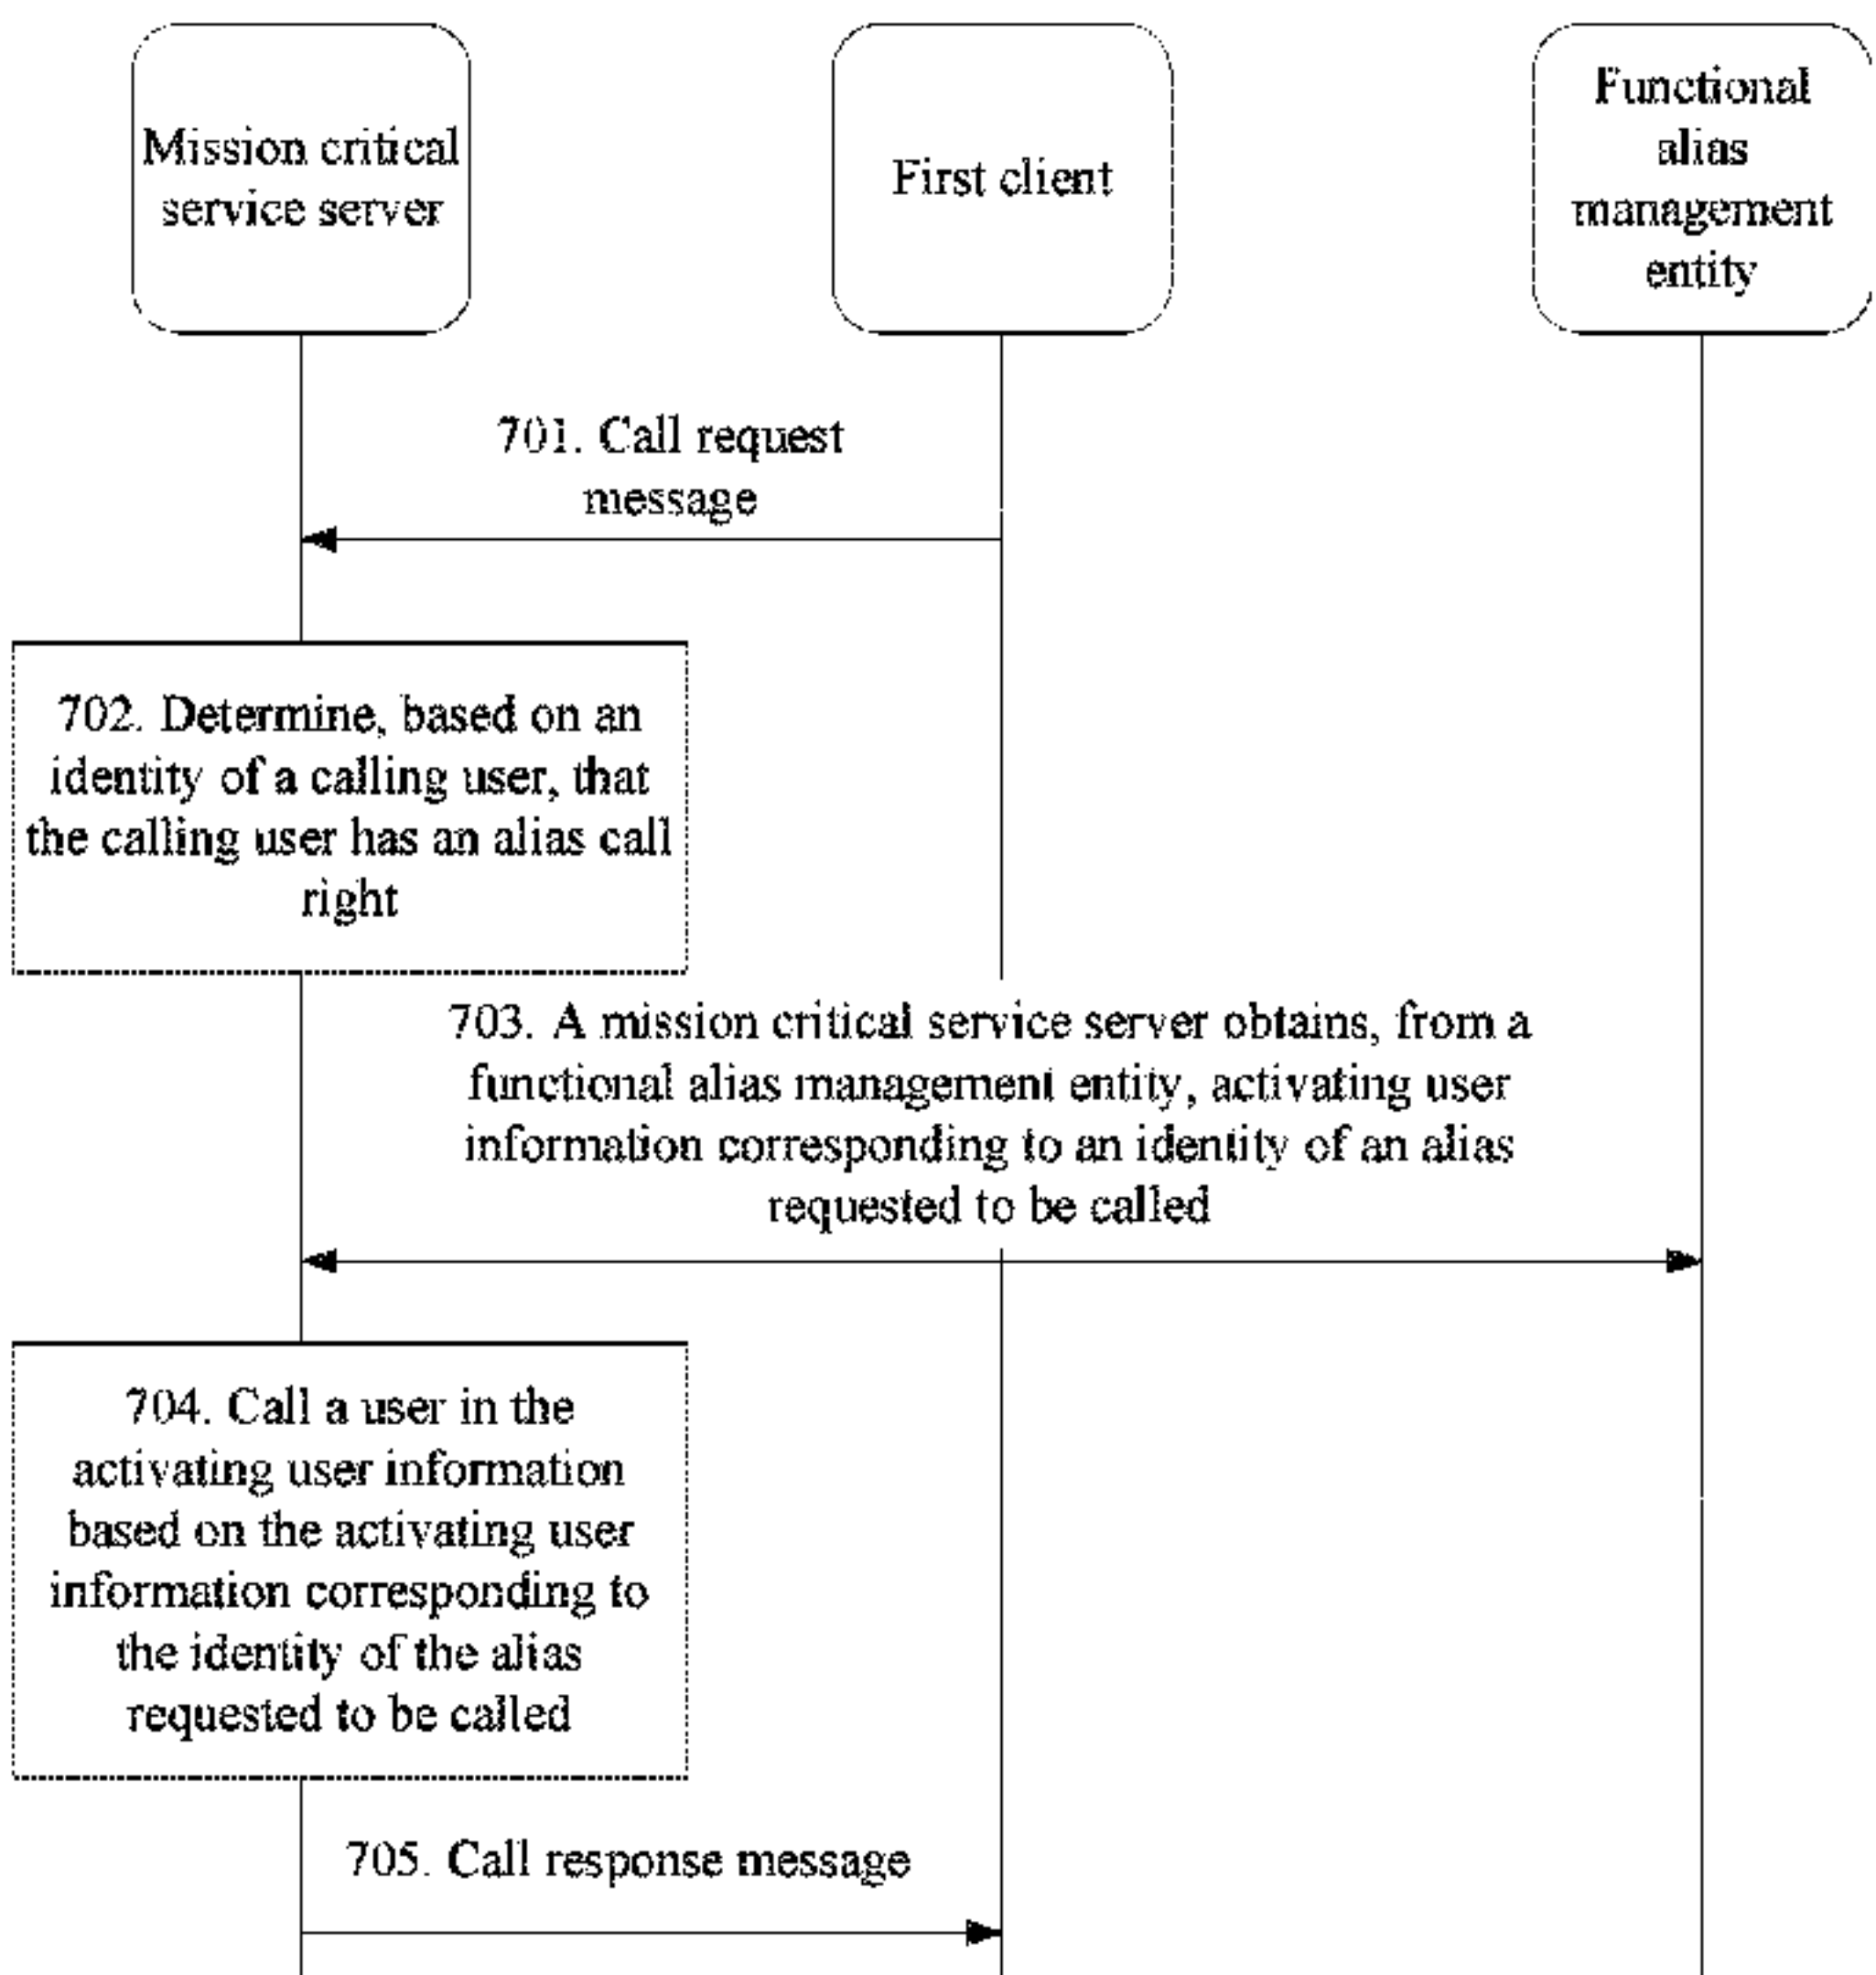 Mission critical
service server
First client
Functional
alias
management
entity
701. Call request
message
702. Determine, based on an
identity of a calling user, that
the calling user has an alias call
right
703. A mission critical service server obtains, from a
functional alias management entity, activating user
information corresponding to an identity of an alias
requested to be called
704. Call a user in the
activating user information
based on the activating user
information corresponding to
the identity of the alias
requested to be called
705. Call response message